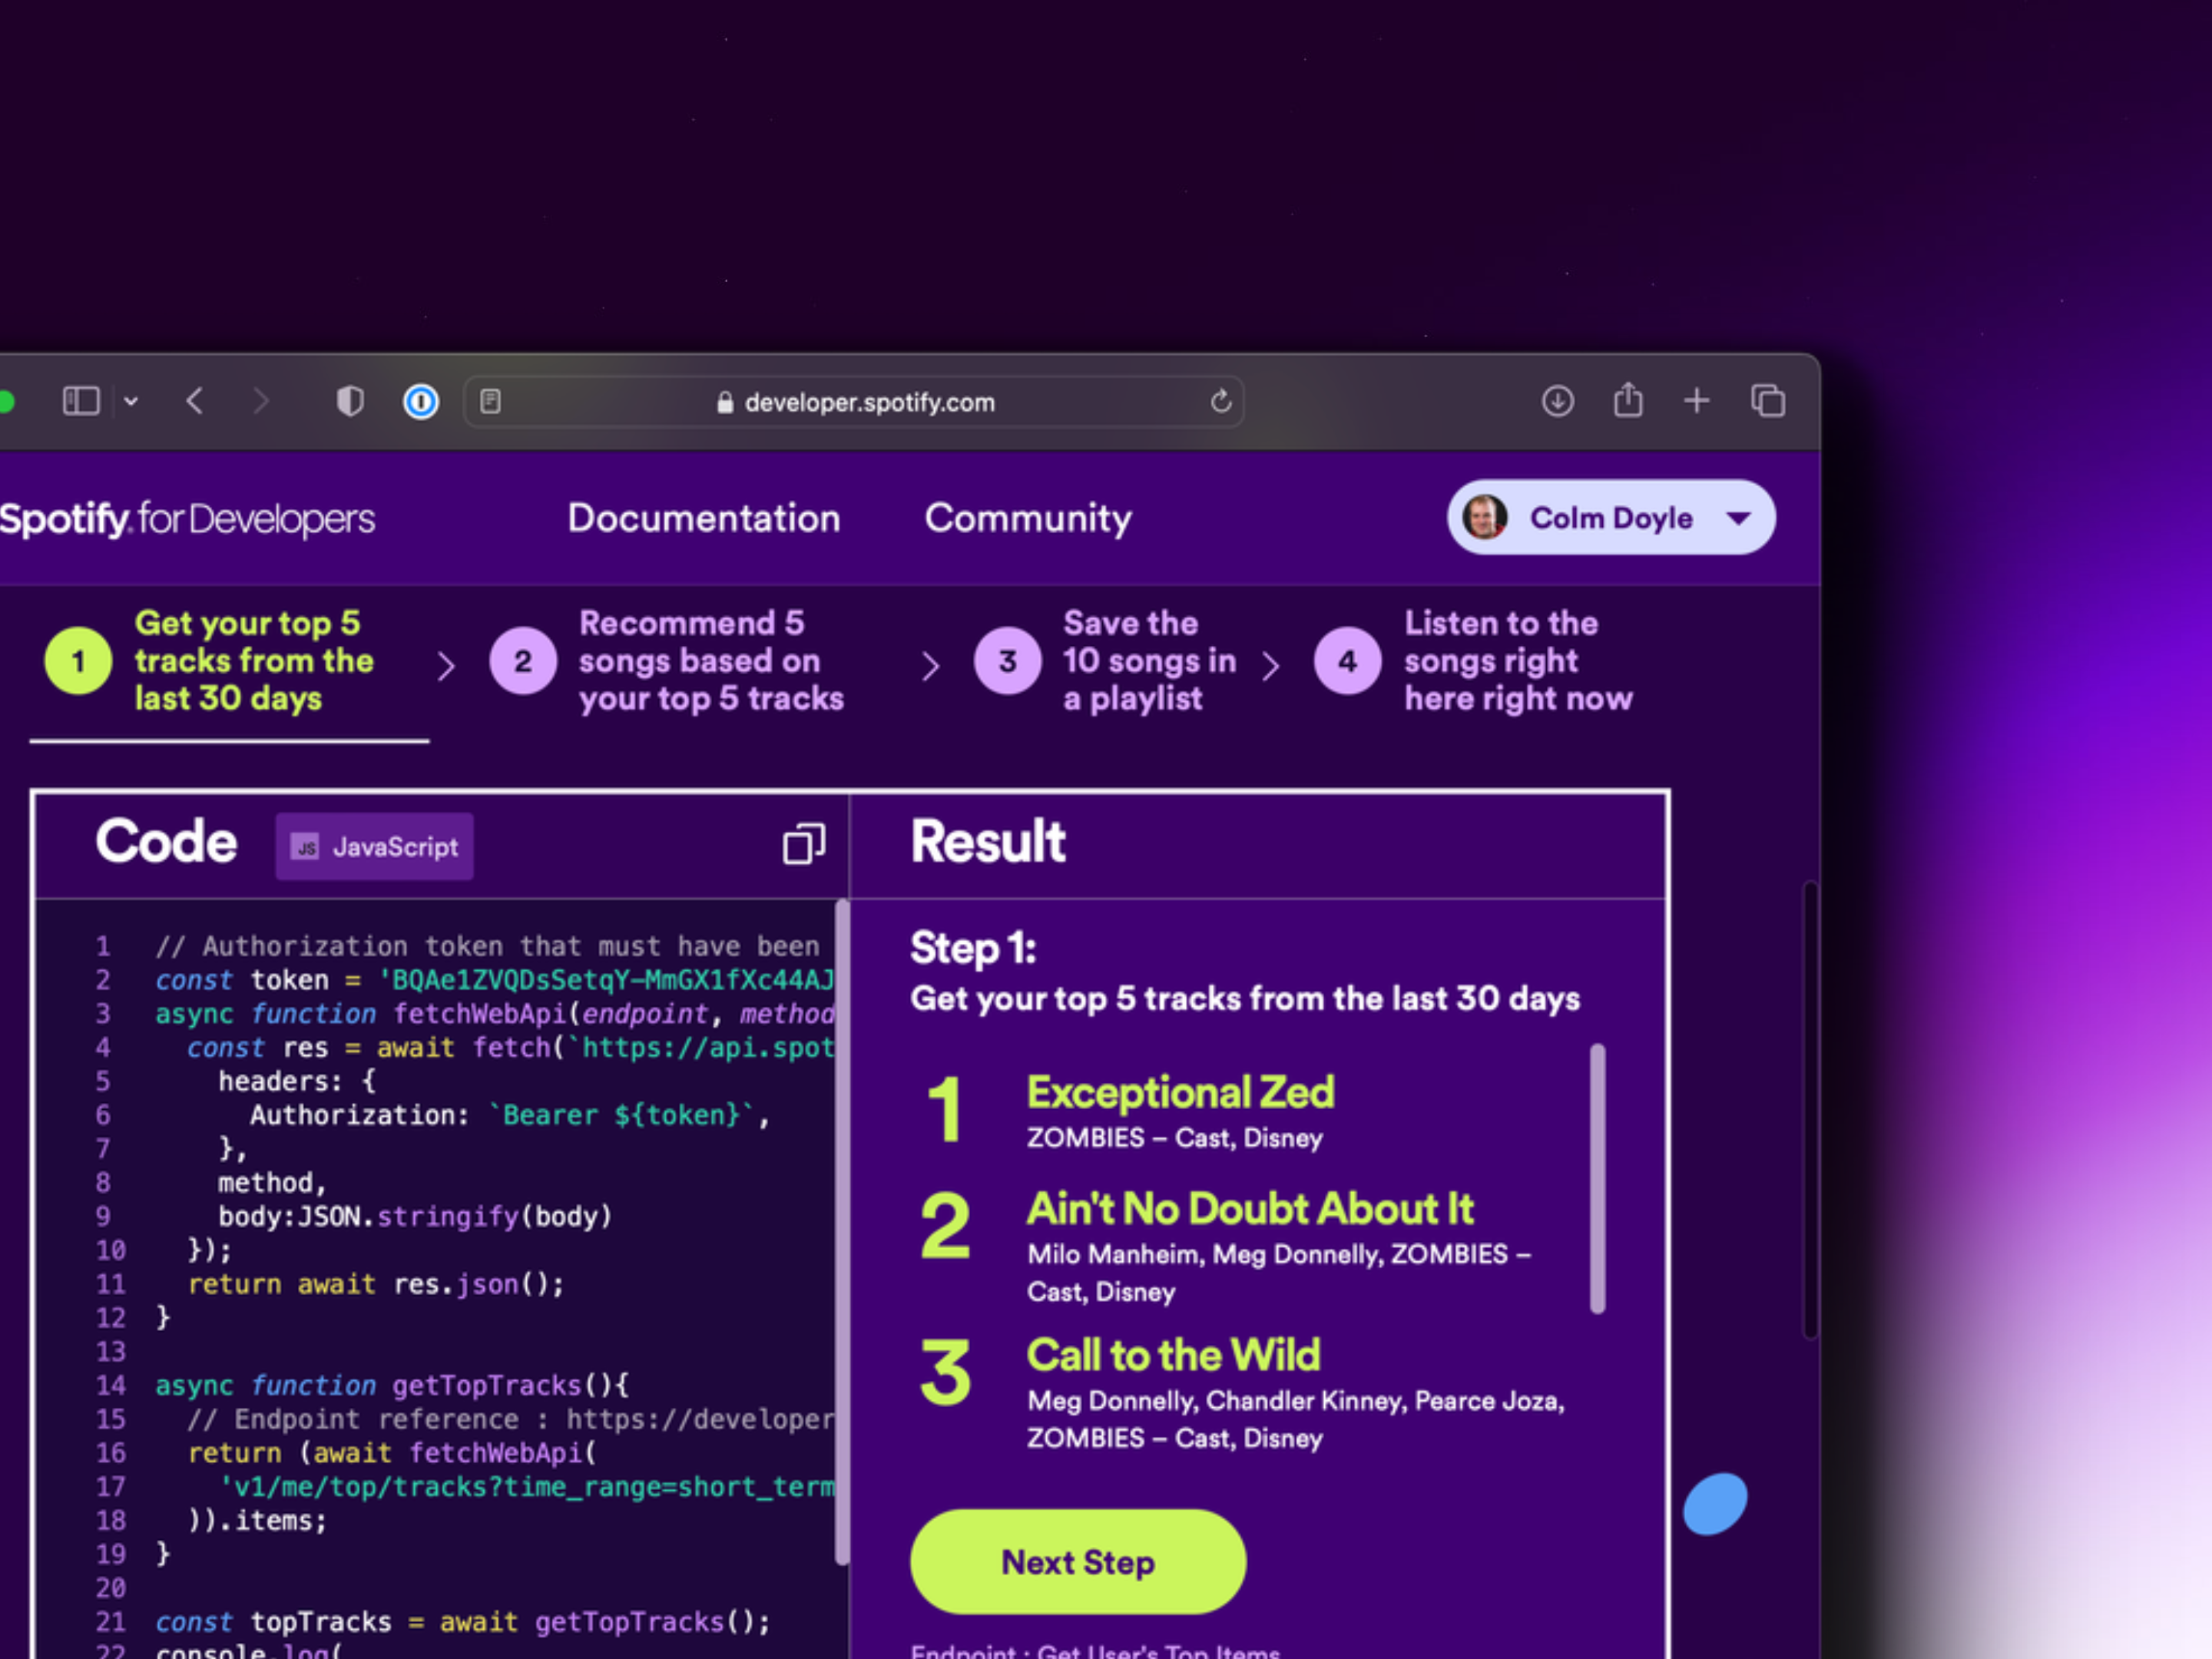 developer.spotify.com
Spotify for Developers
Documentation
Community
Colm Doyle
1
Get your top 5
tracks from the
last 30 days
2
Recommend 5
songs based on
your top 5 tracks
3
Save the
10 songs in
a playlist
4
Listen to the
songs right
here right now
Code
JS JavaScript
1 // Authorization token that must have been
2 const token = 'BQAe1ZVQDsSetqY-MmGX1fXc44AJ
3 async function fetchWebApi(endpoint, method
4 const res = await fetch(`https://api.spot
5 headers: {
6 Authorization: `Bearer ${token}`,
7 },
8 method,
9 body:JSON.stringify(body)
10 });
11 return await res.json();
12 }
13
14 async function getTopTracks(){
15 // Endpoint reference : https://developer
16 return (await fetchWebApi(
17 'v1/me/top/tracks?time_range=short_term
18 )).items;
19 }
20
21 const topTracks = await getTopTracks();
22 console.log(
Result
Step 1:
Get your top 5 tracks from the last 30 days
1 Exceptional Zed
ZOMBIES – Cast, Disney
2 Ain't No Doubt About It
Milo Manheim, Meg Donnelly, ZOMBIES –
Cast, Disney
3 Call to the Wild
Meg Donnelly, Chandler Kinney, Pearce Joza,
ZOMBIES – Cast, Disney
Next Step
Endpoint : Get User's Top Items